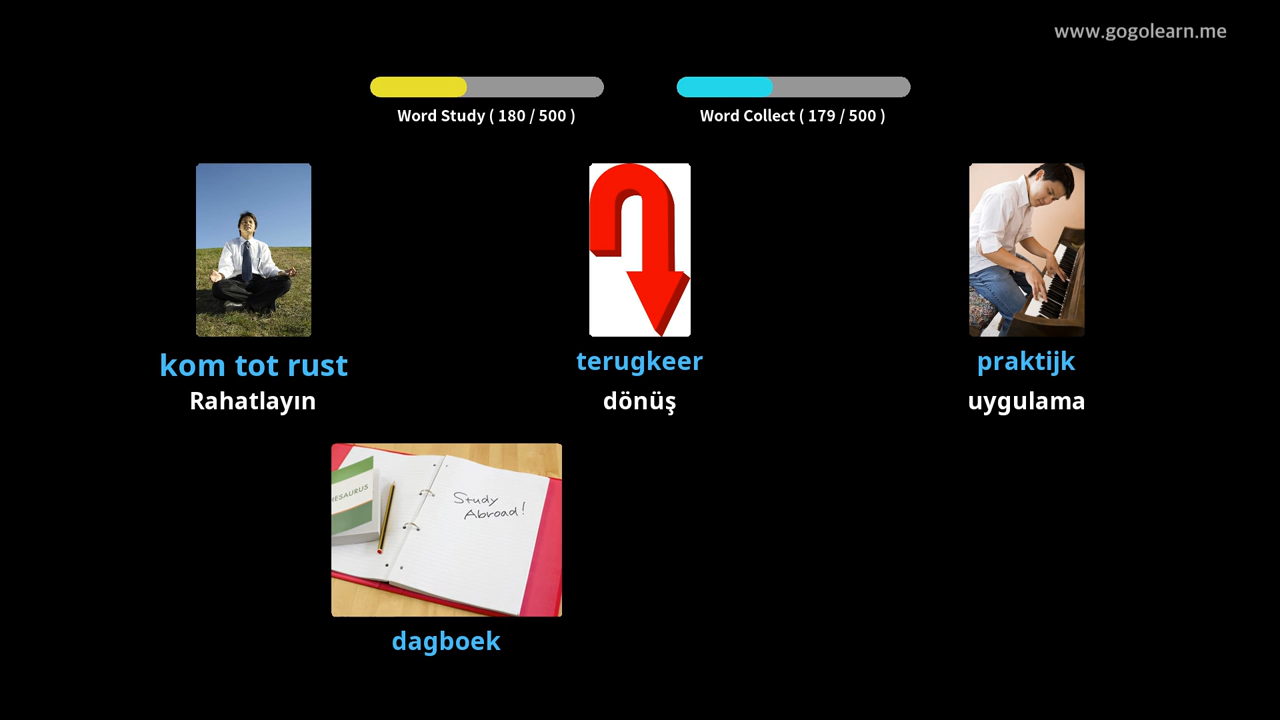 www.gogolearn.me
Word Study ( 180 / 500 )
Word Collect ( 179 / 500 )
kom tot rust
Rahatlayın
terugkeer
dönüş
praktijk
uygulama
HESAURUS
Study
Abroad!
dagboek